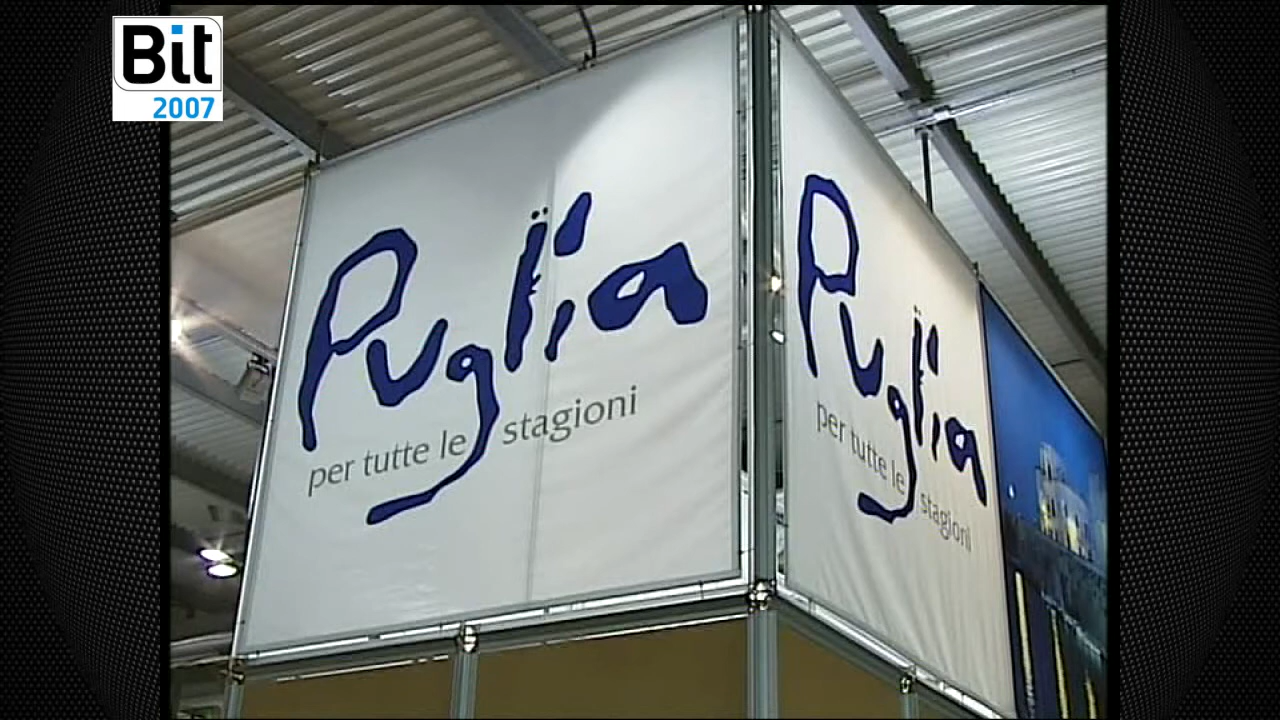 Bit
2007
Puglia
per tutte le stagioni
Puglia
per tutte le stagioni